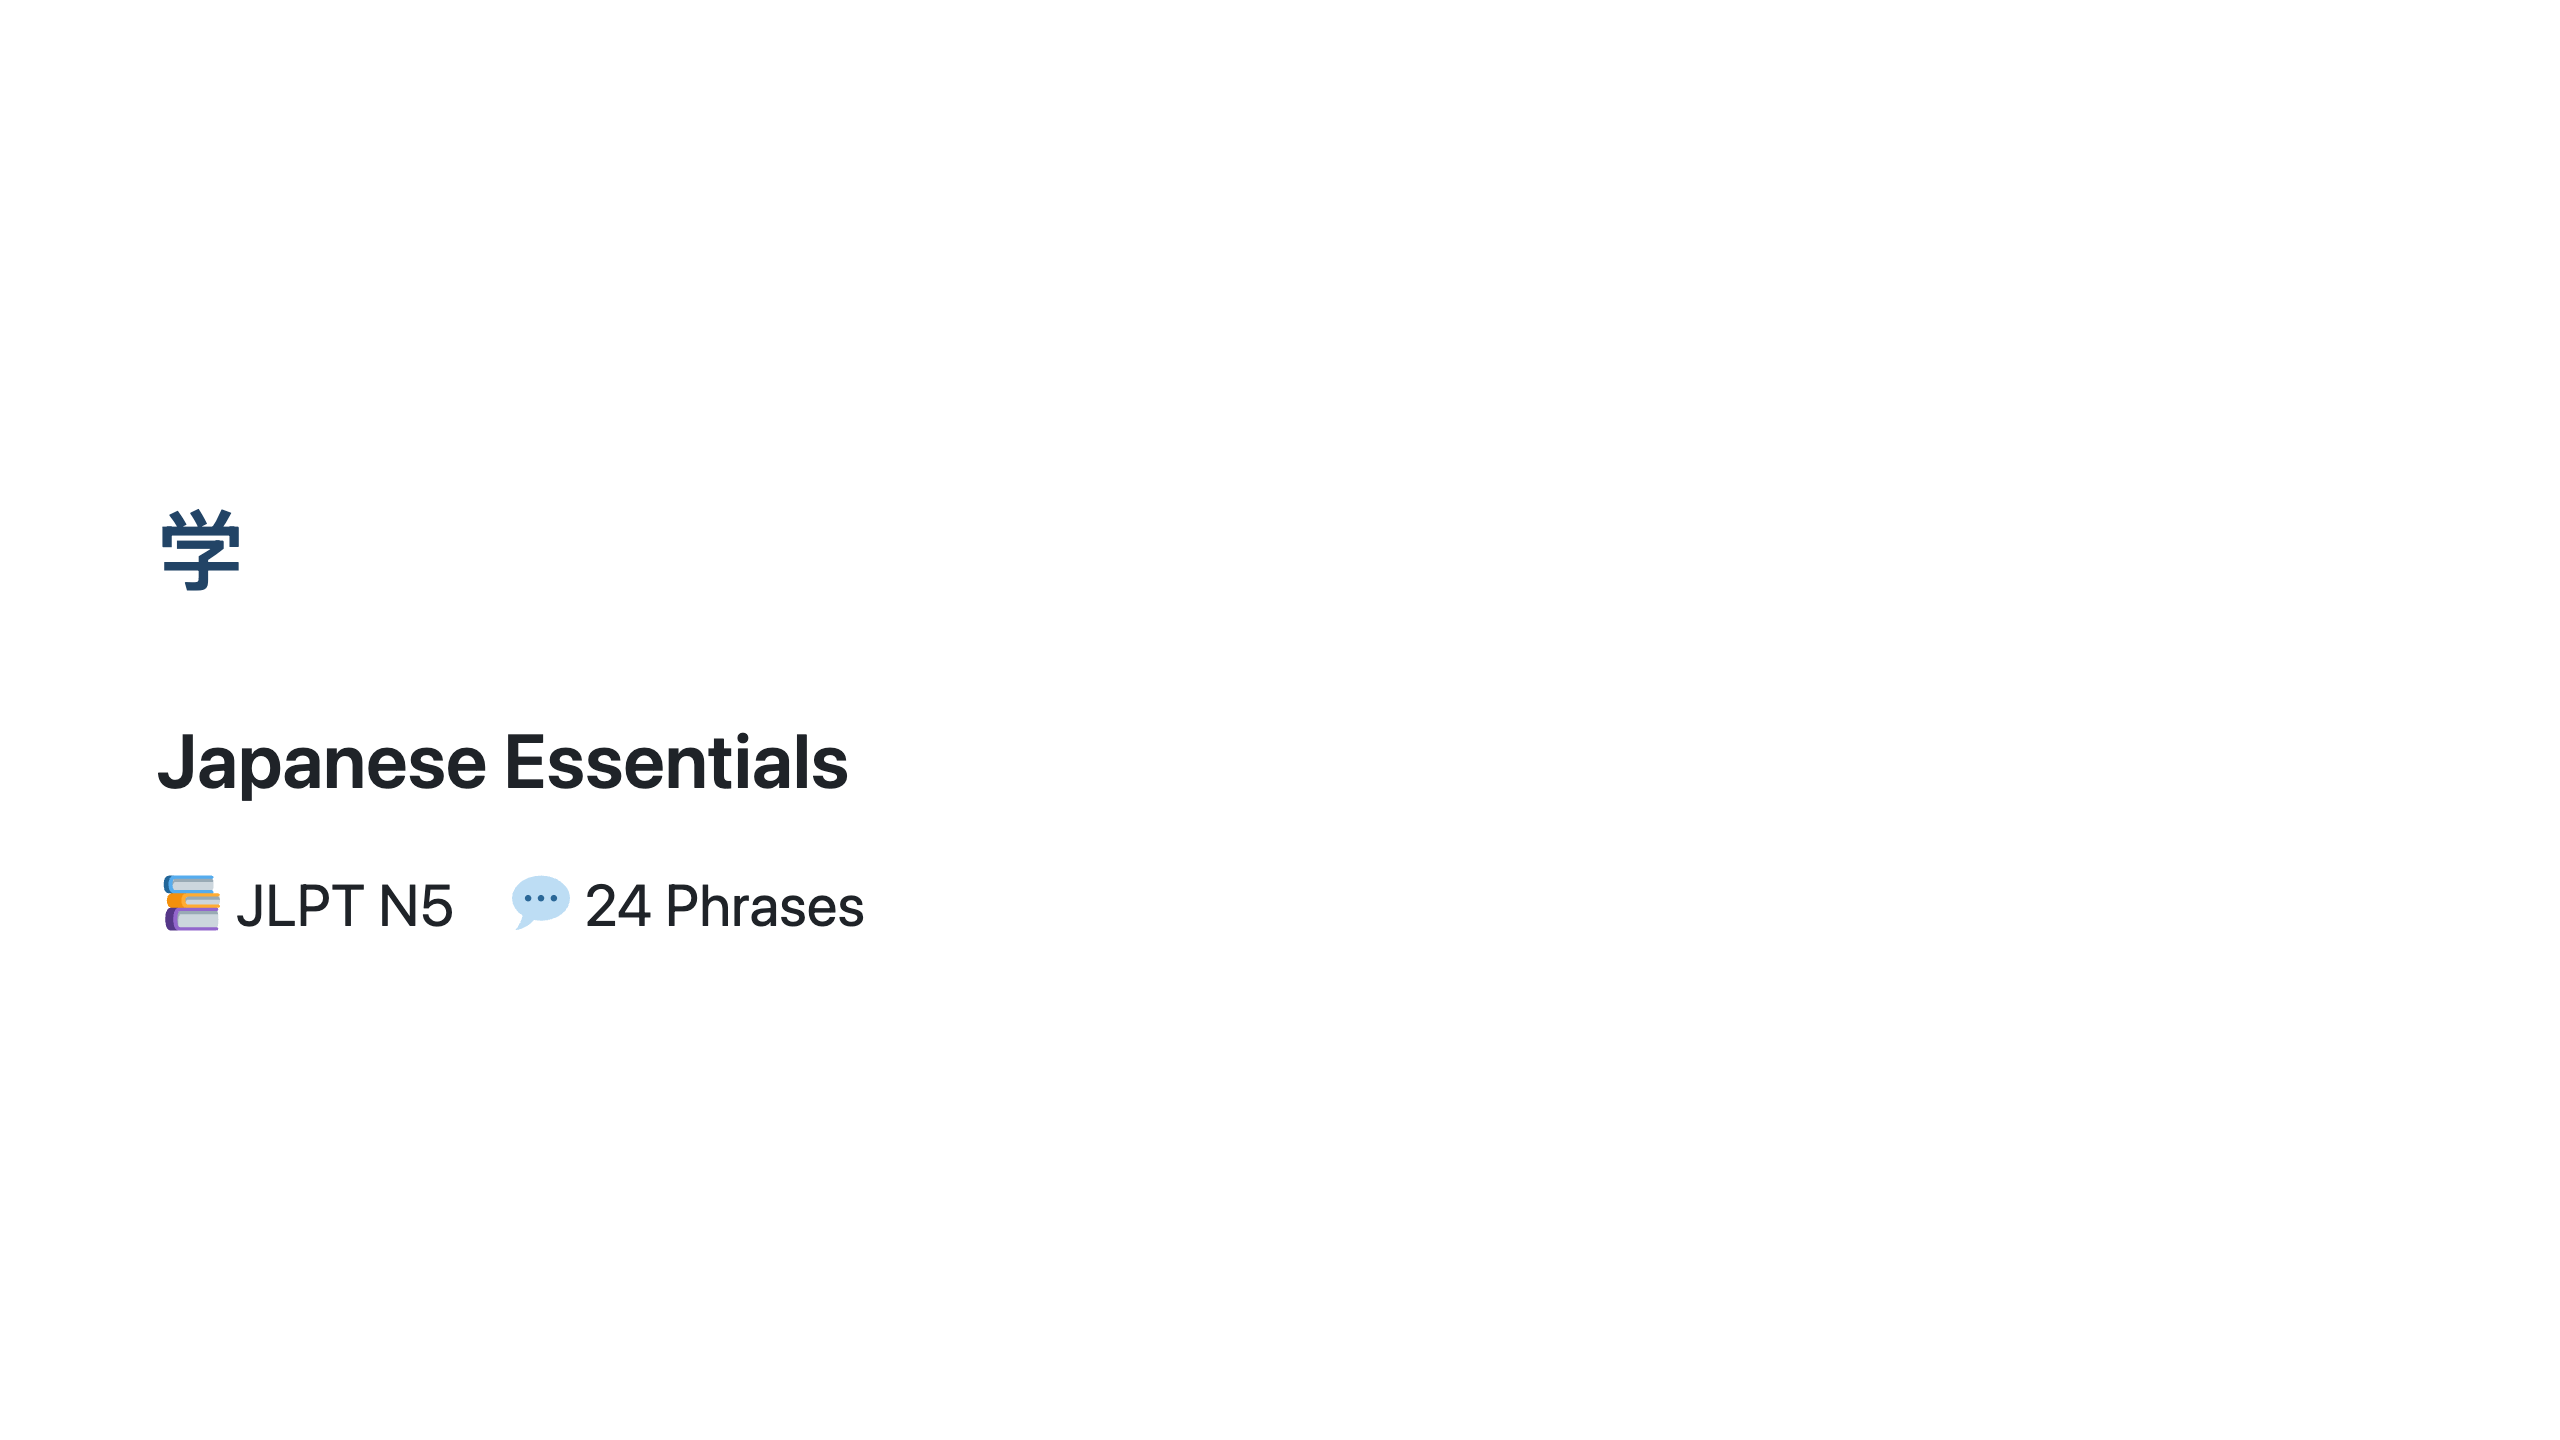 学
Japanese Essentials
📚 JLPT N5 💬 24 Phrases